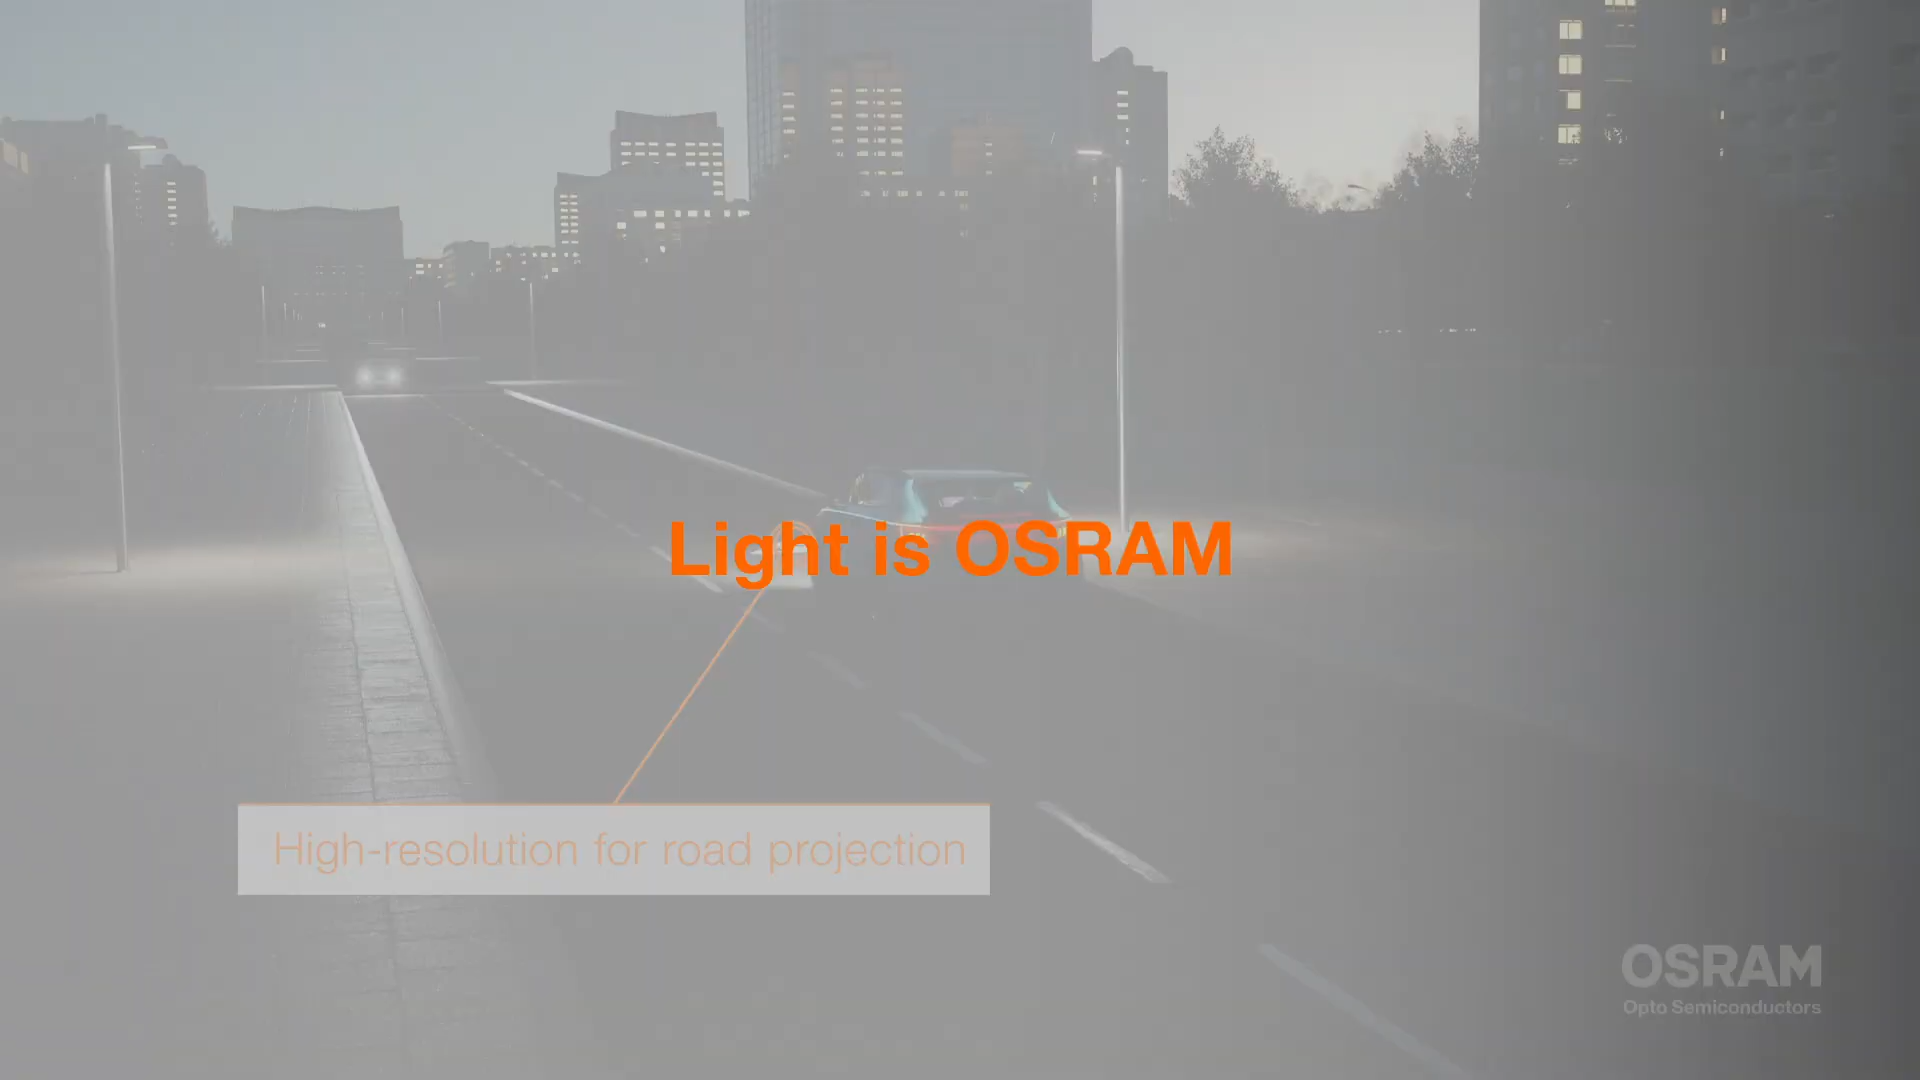 Light is OSRAM
High-resolution for road projection
OSRAM
Opto Semiconductors